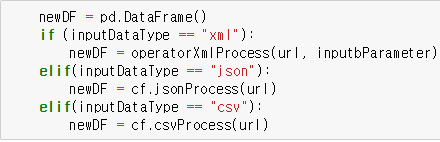 newDF = pd.DataFrame()
if (inputDataType == "xml"):
newDF = operatorXmlProcess(url, inputbParameter)
elif(inputDataType == "json"):
newDF = cf.jsonProcess(url)
elif(inputDataType == "csv"):
newDF = cf.csvProcess(url)